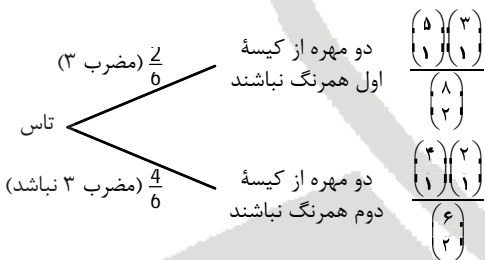 تاس
2/6 (مضرب ۳)
دو مهره از کیسهٔ
اول همرنگ نباشند
(۵ ۱)(۳ ۱)
(۸ ۲)
4/6 (مضرب ۳ نباشد)
دو مهره از کیسهٔ
دوم همرنگ نباشند
(۴ ۱)(۲ ۱)
(۶ ۲)